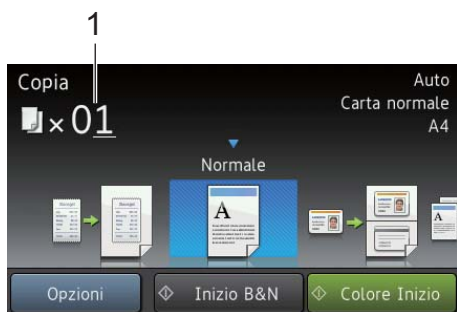 1
Copia
Auto
× 01
Carta normale
A4
Normale
A
A
Opzioni
Inizio B&N
Colore Inizio